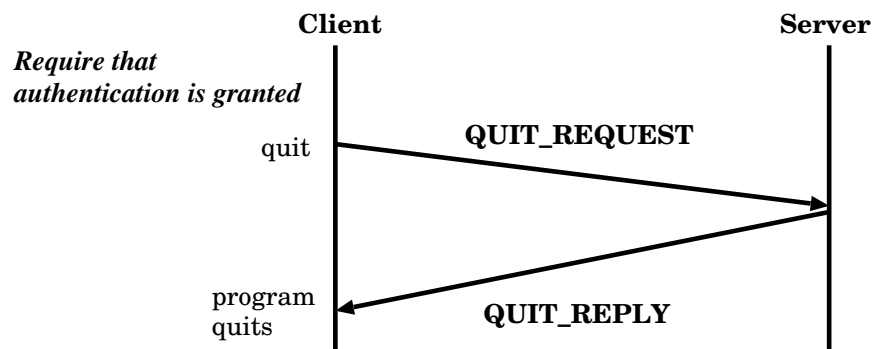 Client
Server
Require that
authentication is granted
quit
QUIT_REQUEST
program
quits
QUIT_REPLY